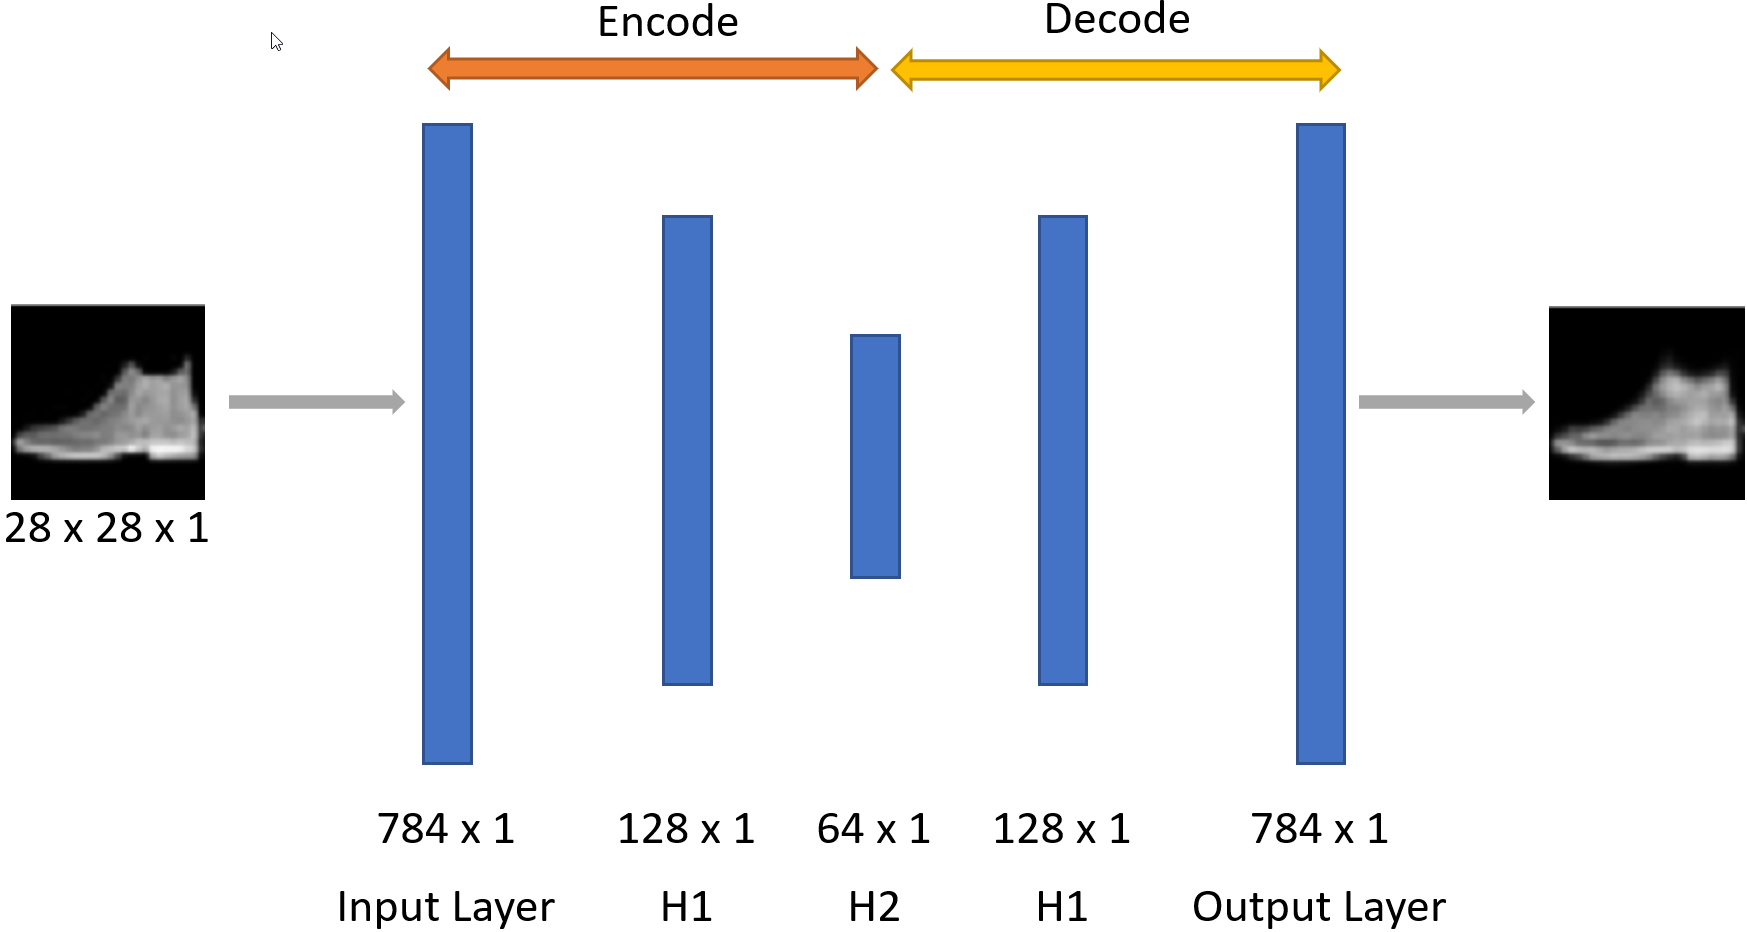 Encode
Decode
28 x 28 x 1
784 x 1
128 x 1
64 x 1
128 x 1
784 x 1
Input Layer
H1
H2
H1
Output Layer